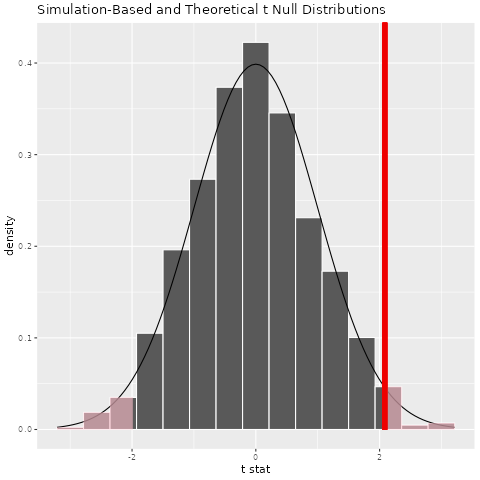 Simulation-Based and Theoretical t Null Distributions
0.4
0.3
0.2
0.1
0.0
density
-2
0
2
t stat